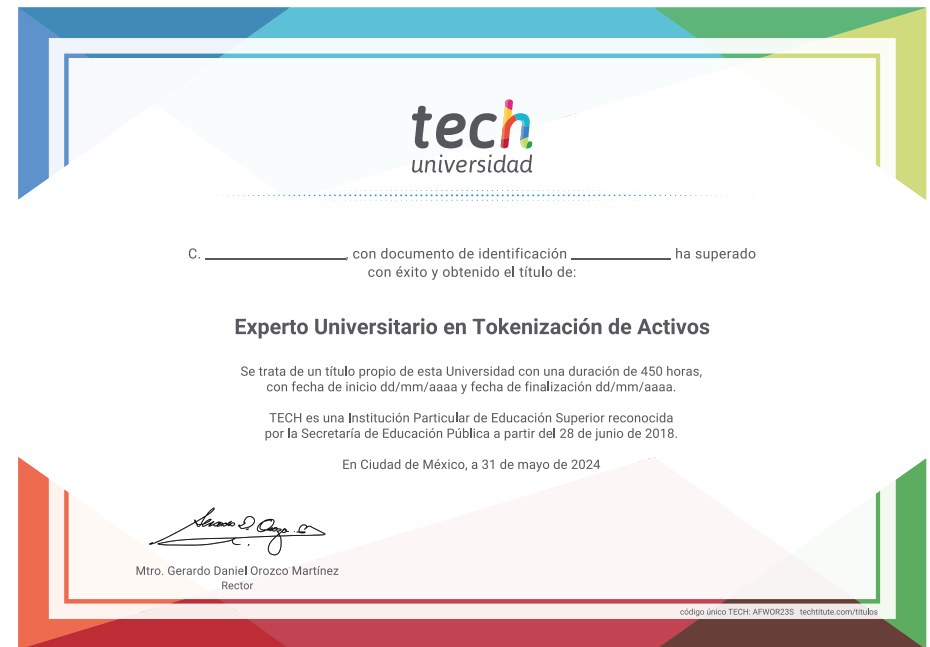 tech
universidad
C. ____________, con documento de identificación ____________ ha superado
con éxito y obtenido el título de:
Experto Universitario en Tokenización de Activos
Se trata de un título propio de esta Universidad con una duración de 450 horas,
con fecha de inicio dd/mm/aaaa y fecha de finalización dd/mm/aaaa.
TECH es una Institución Particular de Educación Superior reconocida
por la Secretaría de Educación Pública a partir del 28 de junio de 2018.
En Ciudad de México, a 31 de mayo de 2024
Mtro. Gerardo Daniel Orozco Martínez
Rector
código único TECH: AFWOR23S techtitute.com/titulos